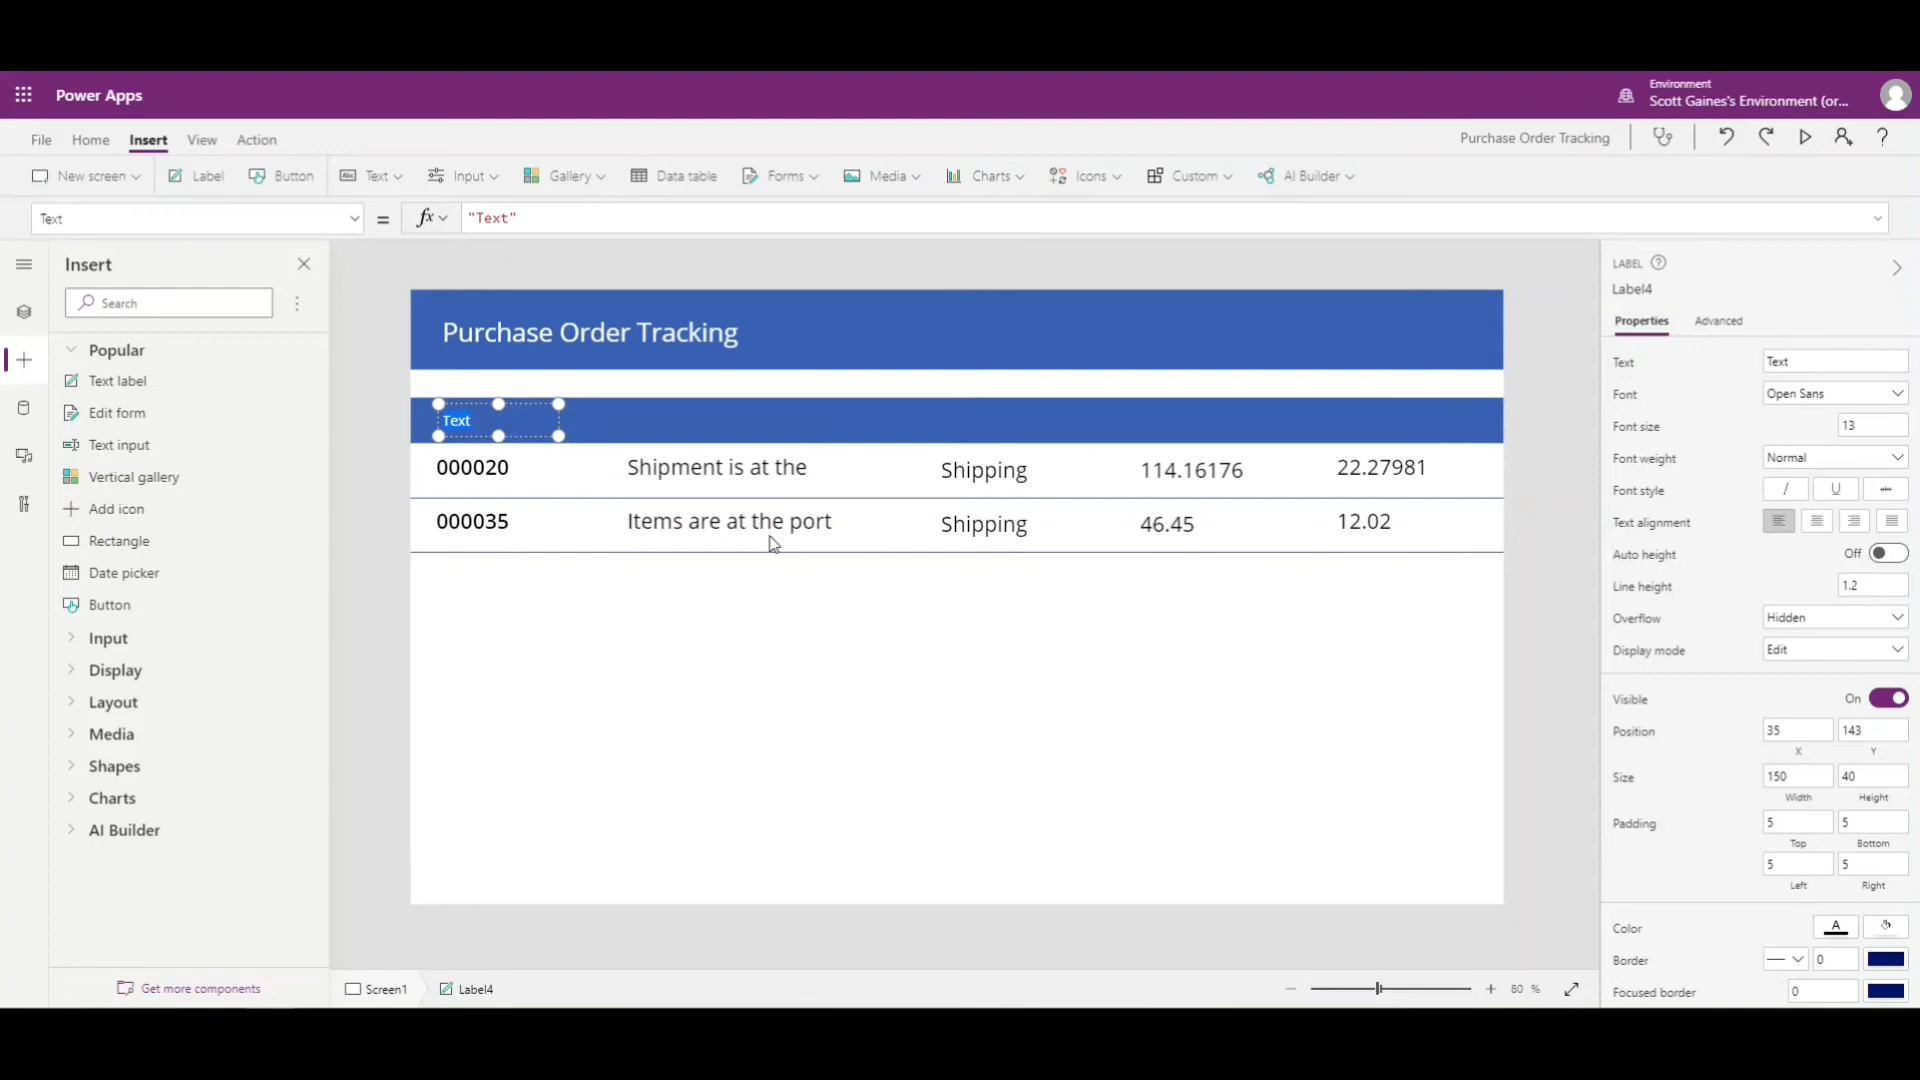 Power Apps
Environment
Scott Gaines's Environment (or...
File Home Insert View Action
Purchase Order Tracking
New screen Label Button Text Input Gallery Data table Forms Media Charts Icons Custom AI Builder
Text = fx "Text"
Insert
Search
Popular
Text label
Edit form
Text input
Vertical gallery
Add icon
Rectangle
Date picker
Button
Input
Display
Layout
Media
Shapes
Charts
AI Builder
Get more components
Purchase Order Tracking
Text
000020 Shipment is at the Shipping 114.16176 22.27981
000035 Items are at the port Shipping 46.45 12.02
Screen1 Label4
80 %
LABEL
Label4
Properties Advanced
Text Text
Font Open Sans
Font size 13
Font weight Normal
Font style / U abc
Text alignment
Auto height Off
Line height 1.2
Overflow Hidden
Display mode Edit
Visible On
Position 35 143
X Y
Size 150 40
Width Height
Padding 5 5
Top Bottom
5 5
Left Right
Color A
Border 0
Focused border 0